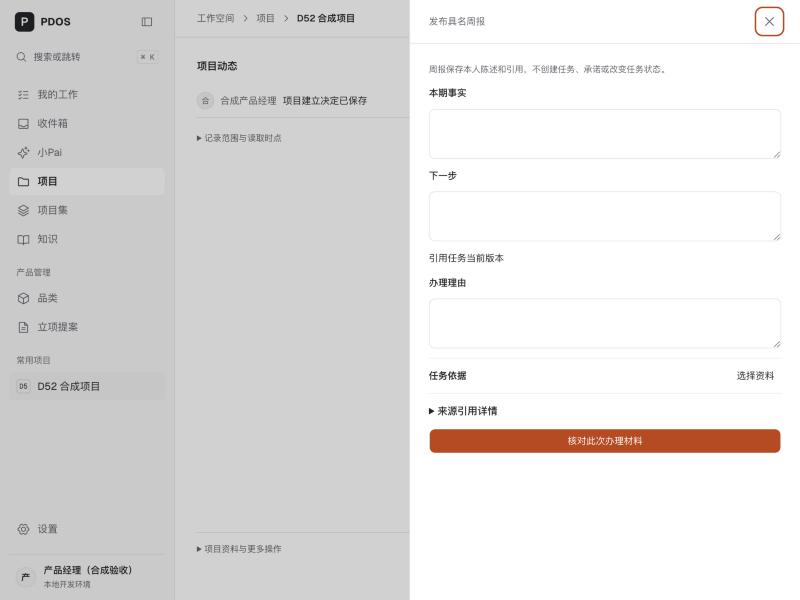 P PDOS
搜索或跳转 ⌘ K
我的工作
收件箱
小Pai
项目
项目集
知识
产品管理
品类
立项提案
常用项目
D5 D52 合成项目
设置
产 产品经理（合成验收）
本地开发环境
工作空间 > 项目 > D52 合成项目
项目动态
合 合成产品经理 项目建立决定已保存
记录范围与读取时点
项目资料与更多操作
发布具名周报
周报保存本人陈述和引用，不创建任务、承诺或改变任务状态。
本期事实
下一步
引用任务当前版本
办理理由
任务依据 选择资料
来源引用详情
核对此次办理材料